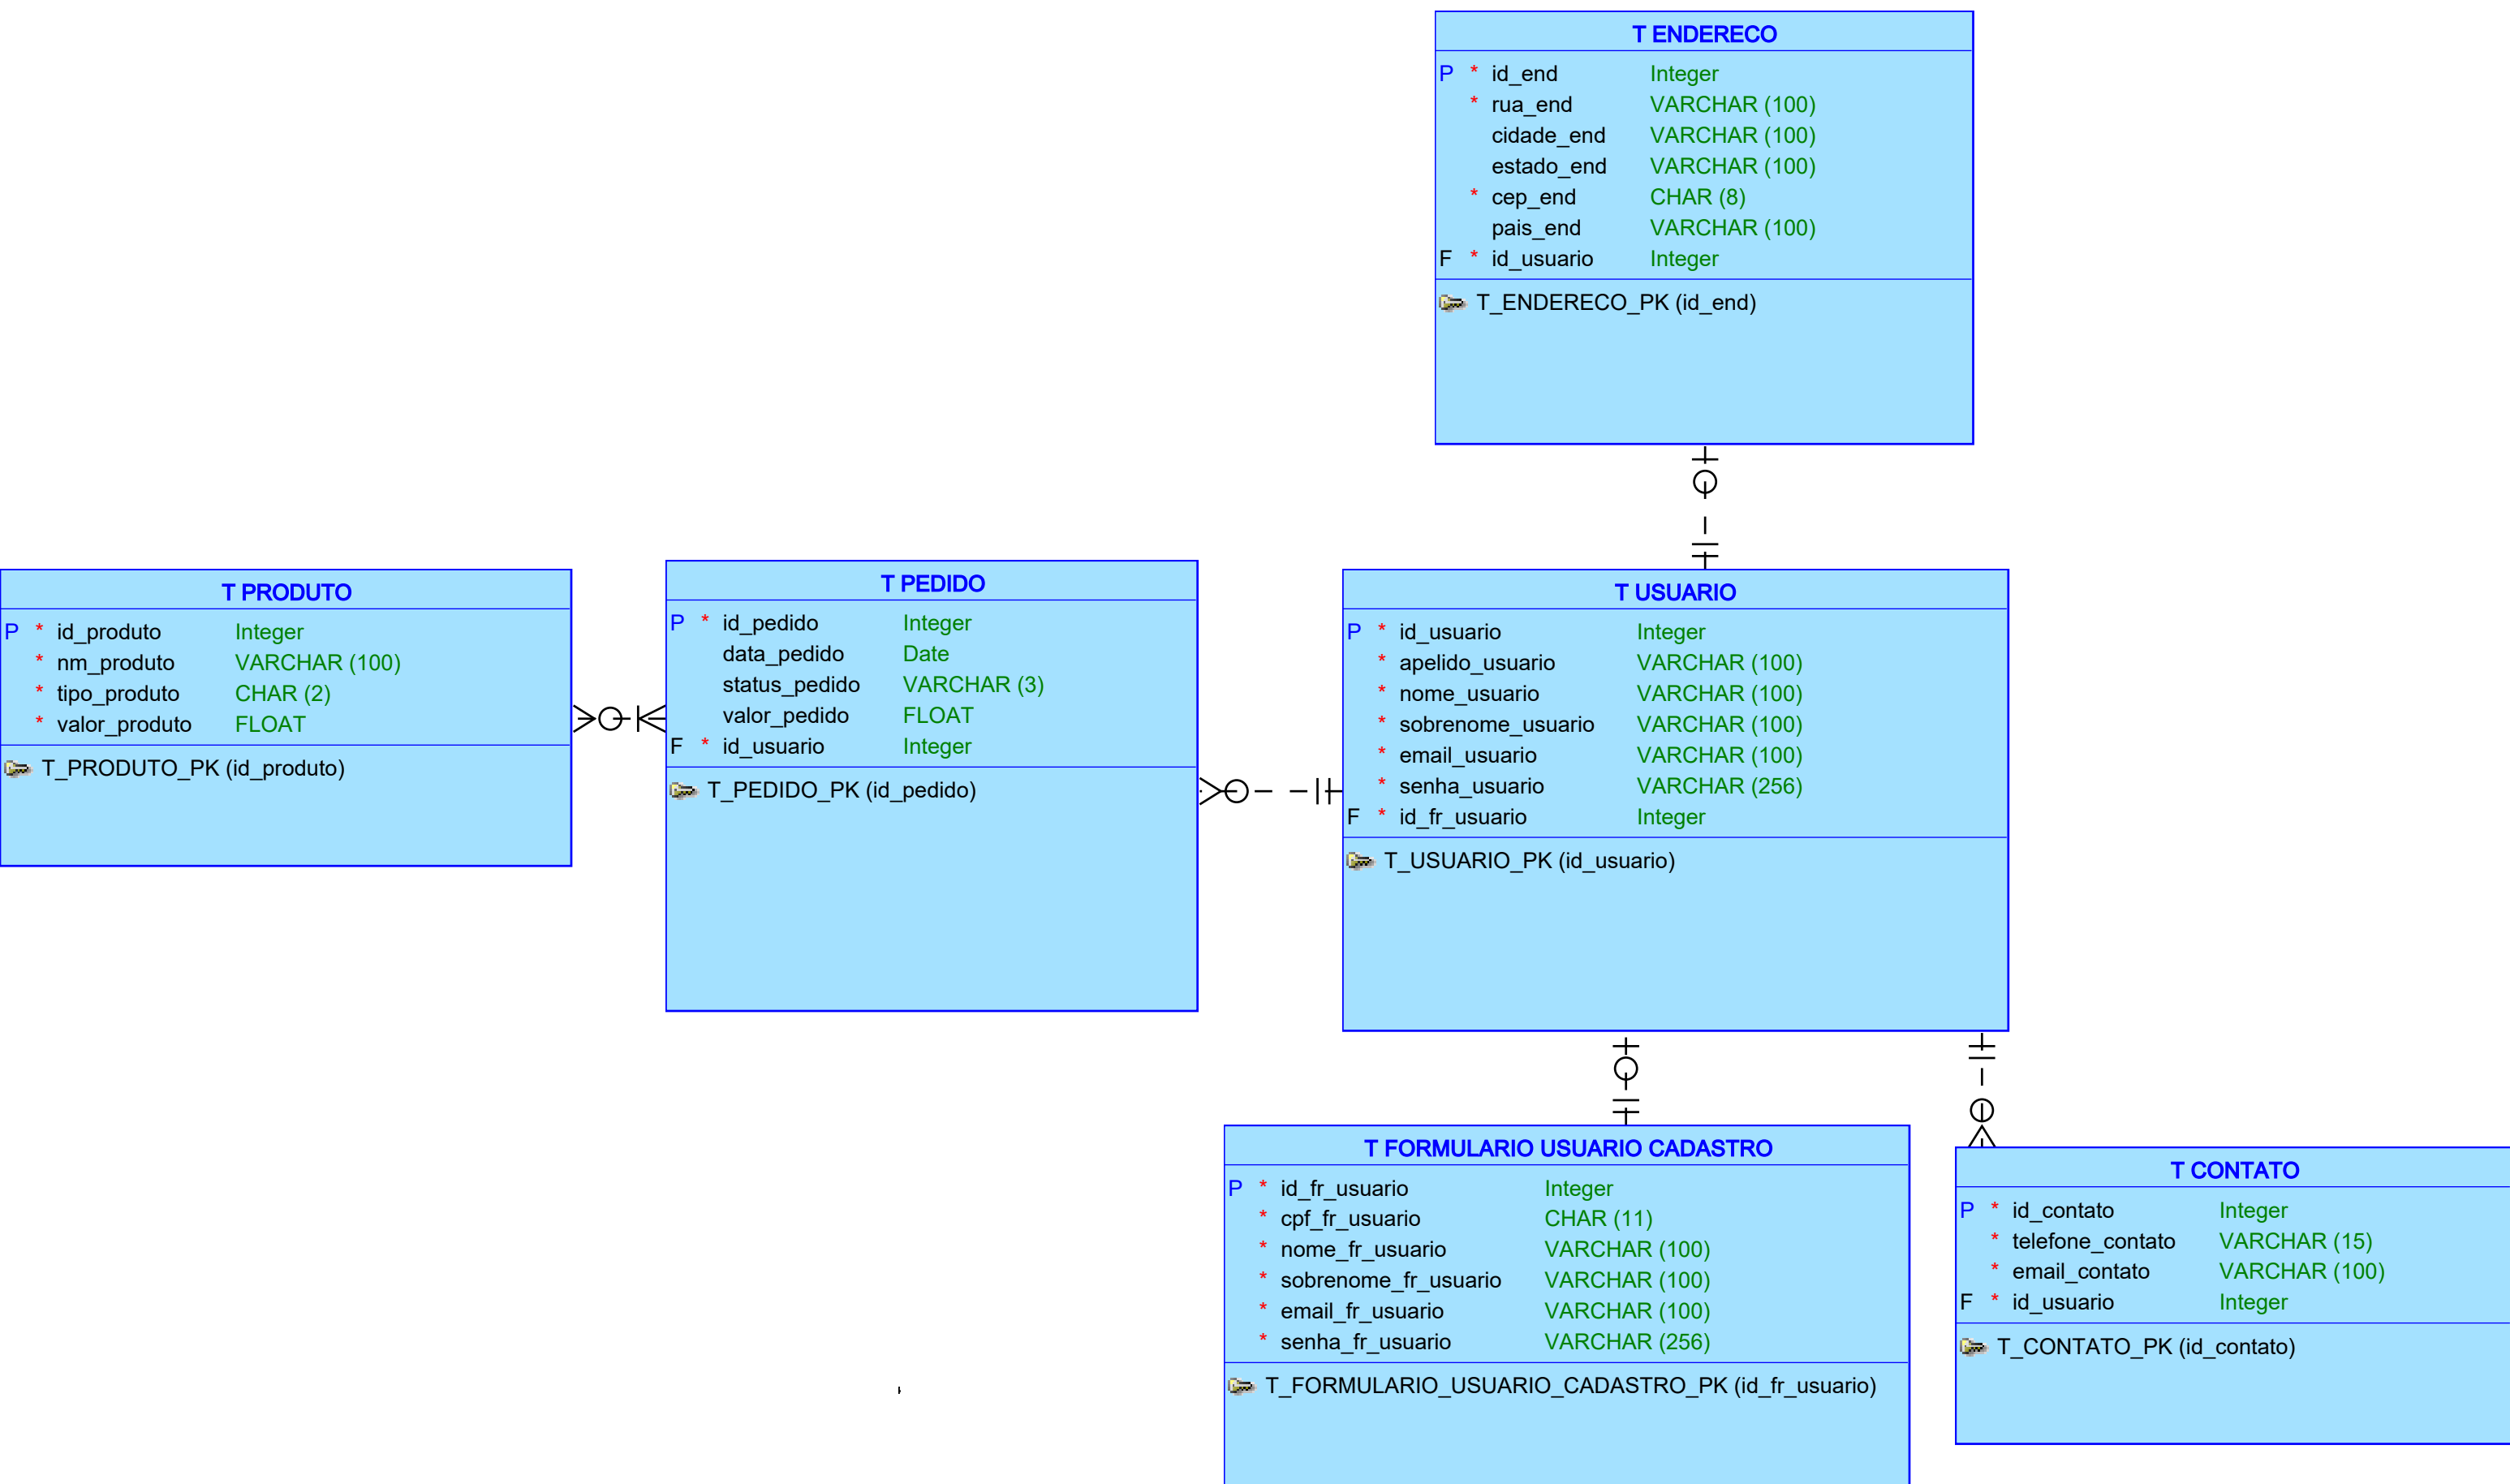 T ENDERECO
P * id_end Integer
* rua_end VARCHAR (100)
cidade_end VARCHAR (100)
estado_end VARCHAR (100)
* cep_end CHAR (8)
pais_end VARCHAR (100)
F * id_usuario Integer
T_ENDERECO_PK (id_end)
T PRODUTO
P * id_produto Integer
* nm_produto VARCHAR (100)
* tipo_produto CHAR (2)
* valor_produto FLOAT
T_PRODUTO_PK (id_produto)
T PEDIDO
P * id_pedido Integer
data_pedido Date
status_pedido VARCHAR (3)
valor_pedido FLOAT
F * id_usuario Integer
T_PEDIDO_PK (id_pedido)
T USUARIO
P * id_usuario Integer
* apelido_usuario VARCHAR (100)
* nome_usuario VARCHAR (100)
* sobrenome_usuario VARCHAR (100)
* email_usuario VARCHAR (100)
* senha_usuario VARCHAR (256)
F * id_fr_usuario Integer
T_USUARIO_PK (id_usuario)
T FORMULARIO USUARIO CADASTRO
P * id_fr_usuario Integer
* cpf_fr_usuario CHAR (11)
* nome_fr_usuario VARCHAR (100)
* sobrenome_fr_usuario VARCHAR (100)
* email_fr_usuario VARCHAR (100)
* senha_fr_usuario VARCHAR (256)
T_FORMULARIO_USUARIO_CADASTRO_PK (id_fr_usuario)
T CONTATO
P * id_contato Integer
* telefone_contato VARCHAR (15)
* email_contato VARCHAR (100)
F * id_usuario Integer
T_CONTATO_PK (id_contato)